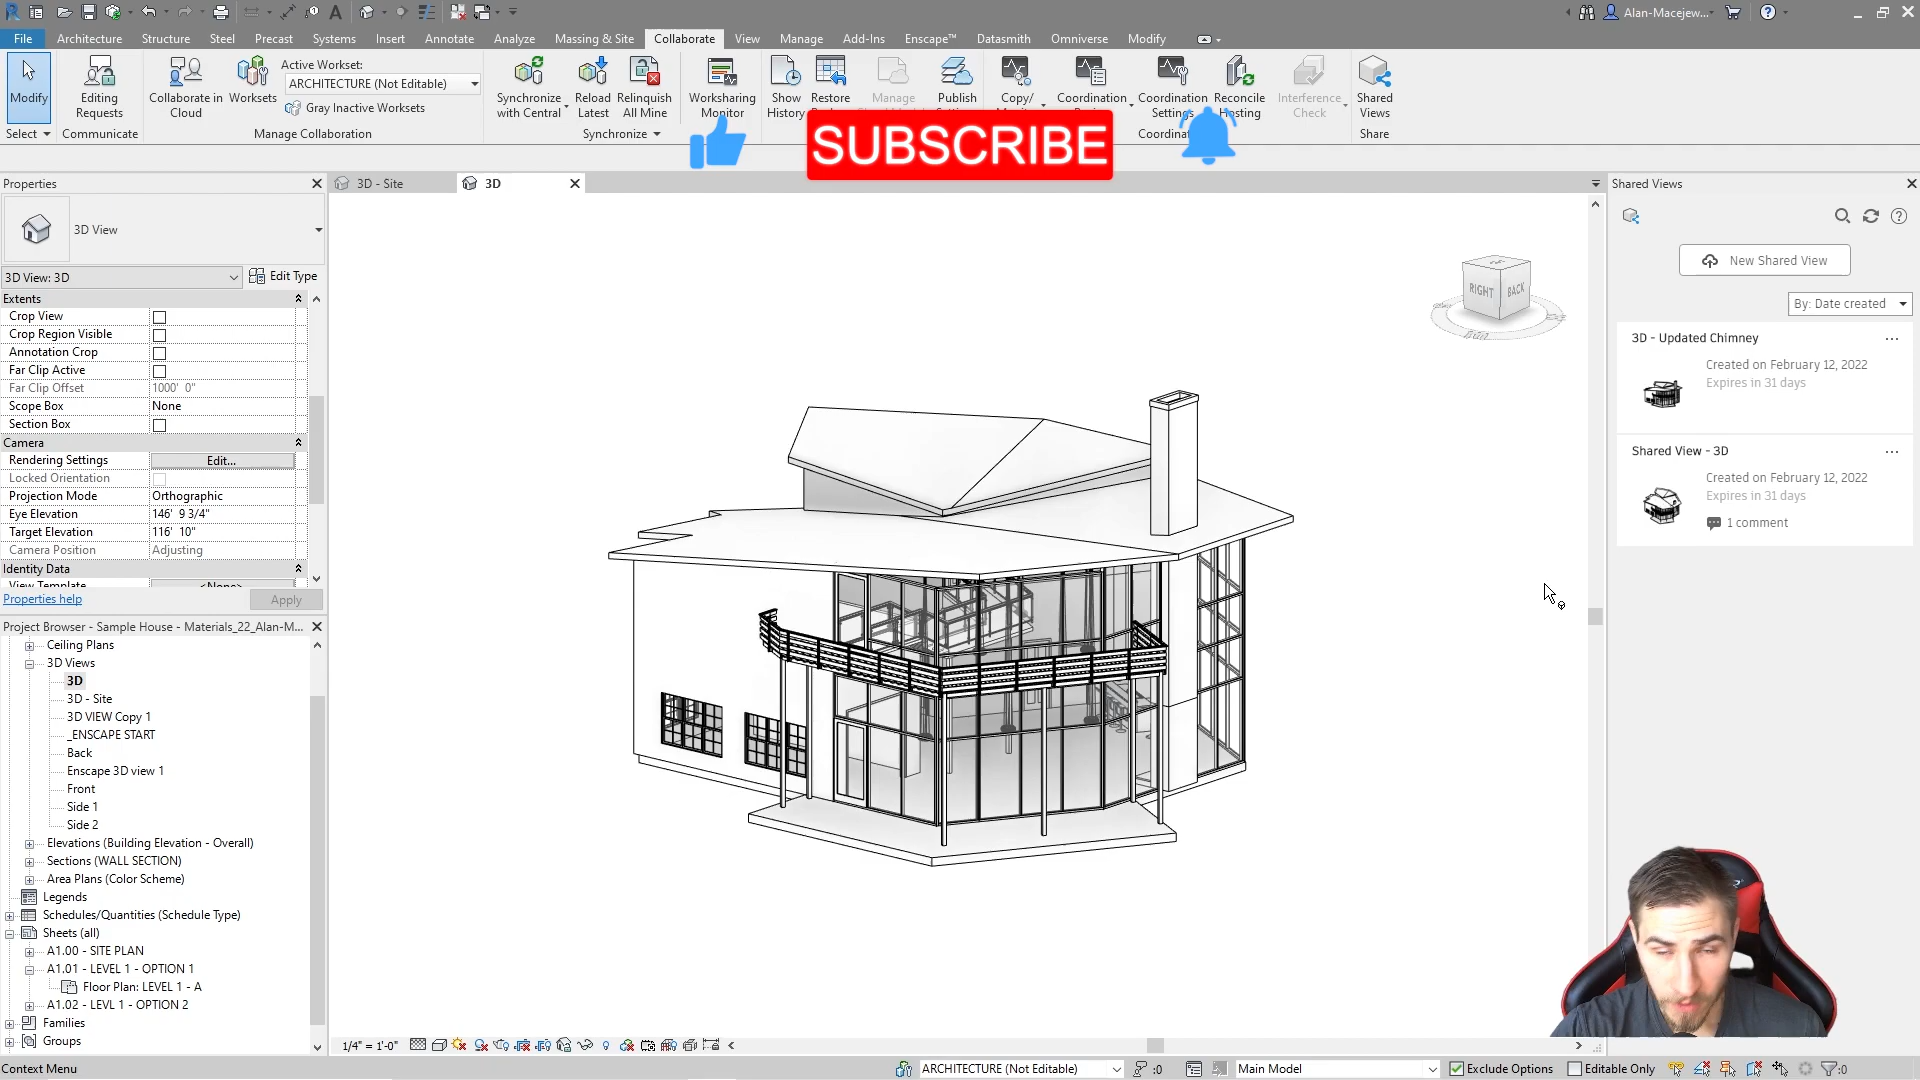 Alan-Macejew...
File
Architecture
Structure
Steel
Precast
Systems
Insert
Annotate
Analyze
Massing & Site
Collaborate
View
Manage
Add-Ins
Enscape™
Datasmith
Omniverse
Modify
Modify
Select
Editing
Requests
Communicate
Collaborate in
Cloud
Worksets
Active Workset:
ARCHITECTURE (Not Editable)
Gray Inactive Worksets
Manage Collaboration
Synchronize
with Central
Reload
Latest
Relinquish
All Mine
Synchronize
Worksharing
Monitor
Show
History
Restore
Manage
Publish
Copy/
Coordination
Coordination
Settings
Reconcile
Hosting
Interference
Check
Shared
Views
Share
SUBSCRIBE
Properties
3D View
3D View: 3D
Edit Type
Extents
Crop View
Crop Region Visible
Annotation Crop
Far Clip Active
Far Clip Offset 1000' 0"
Scope Box None
Section Box
Camera
Rendering Settings Edit...
Locked Orientation
Projection Mode Orthographic
Eye Elevation 146' 9 3/4"
Target Elevation 116' 10"
Camera Position Adjusting
Identity Data
View Template <None>
Properties help
Apply
Project Browser - Sample House - Materials_22_Alan-M...
Ceiling Plans
3D Views
3D
3D - Site
3D VIEW Copy 1
_ENSCAPE START
Back
Enscape 3D view 1
Front
Side 1
Side 2
Elevations (Building Elevation - Overall)
Sections (WALL SECTION)
Area Plans (Color Scheme)
Legends
Schedules/Quantities (Schedule Type)
Sheets (all)
A1.00 - SITE PLAN
A1.01 - LEVEL 1 - OPTION 1
Floor Plan: LEVEL 1 - A
A1.02 - LEVL 1 - OPTION 2
Families
Groups
3D - Site
3D
RIGHT
BACK
Shared Views
New Shared View
By: Date created
3D - Updated Chimney
Created on February 12, 2022
Expires in 31 days
Shared View - 3D
Created on February 12, 2022
Expires in 31 days
1 comment
1/4" = 1'-0"
Context Menu
ARCHITECTURE (Not Editable)
:0
Main Model
Exclude Options
Editable Only
:0